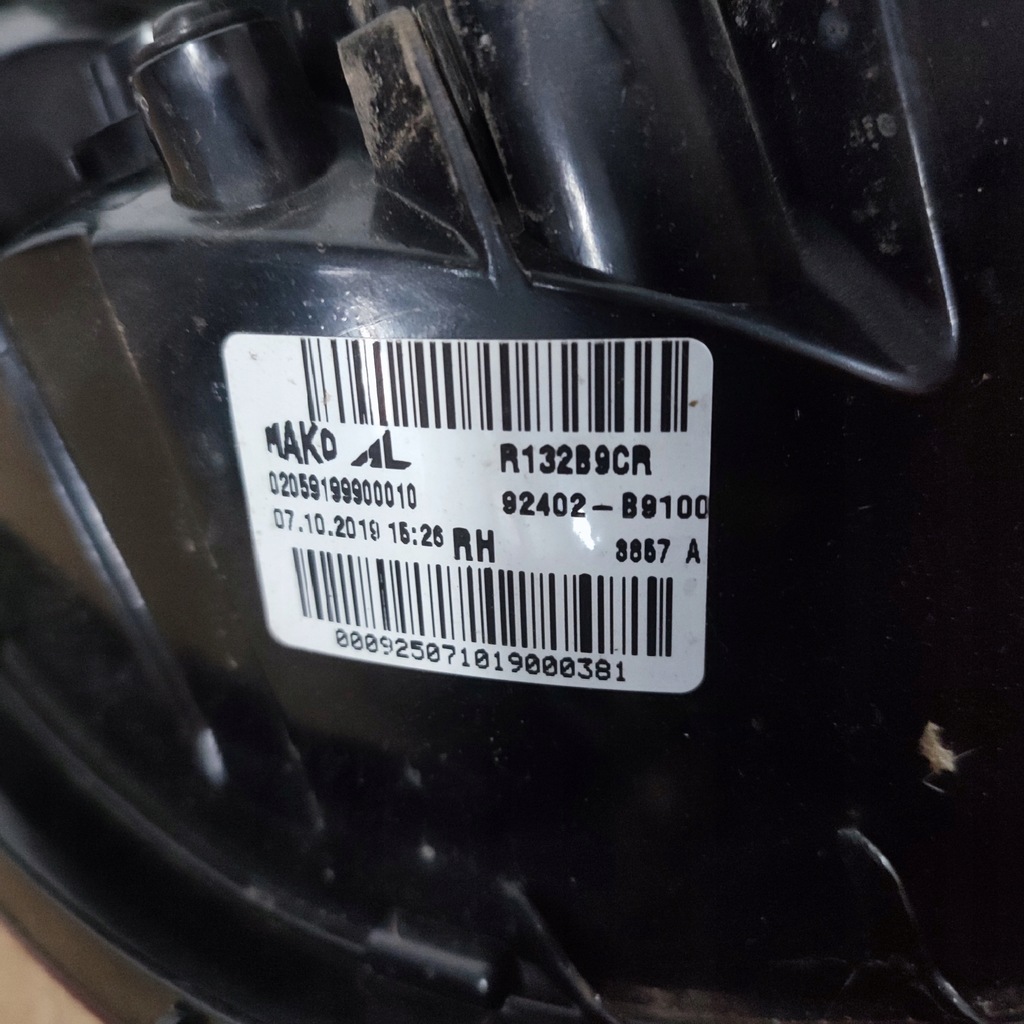 MAKO AL
R132B9CR
02059199900010
92402-B9100
07.10.2019 15:26 RH
3857 A
000925071019000381